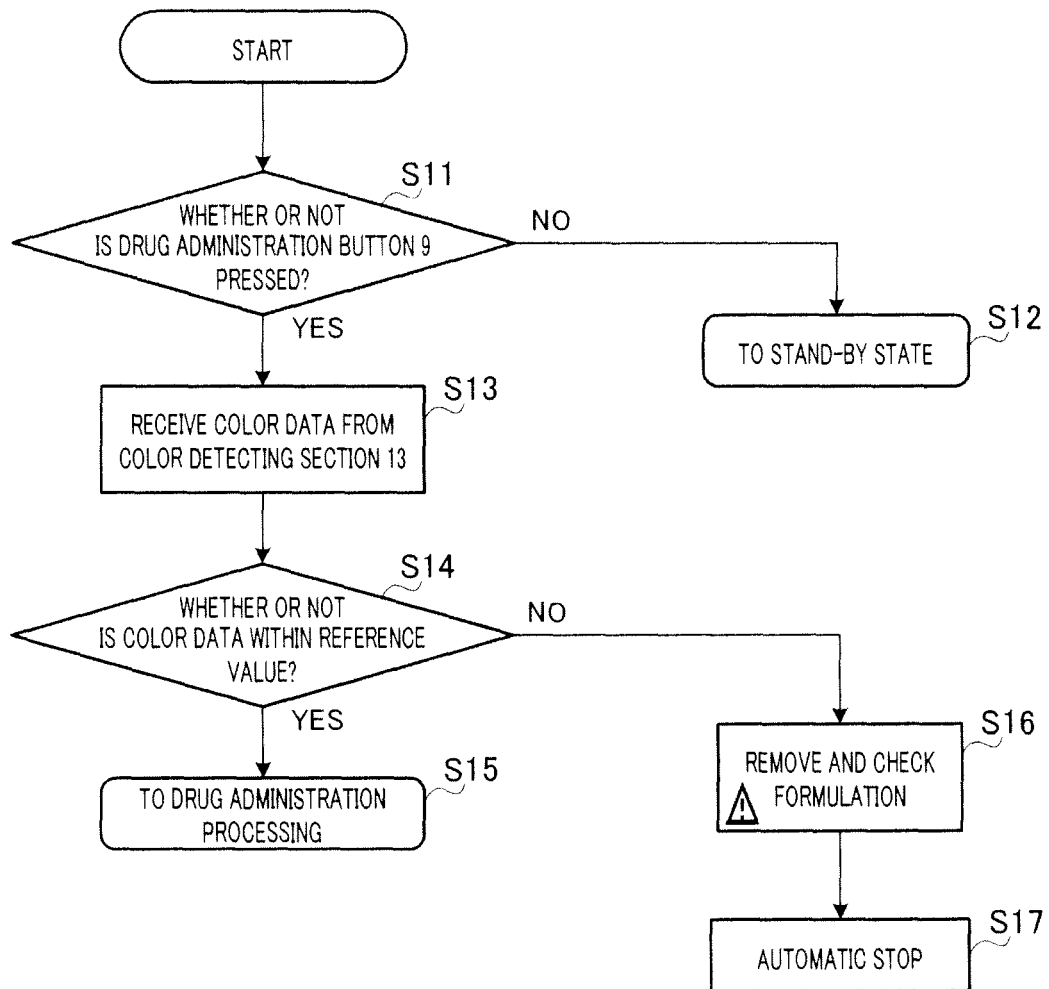 START
S11
WHETHER OR NOT
IS DRUG ADMINISTRATION BUTTON 9
PRESSED?
NO
YES
S12
TO STAND-BY STATE
S13
RECEIVE COLOR DATA FROM
COLOR DETECTING SECTION 13
S14
WHETHER OR NOT
IS COLOR DATA WITHIN REFERENCE
VALUE?
NO
YES
S15
TO DRUG ADMINISTRATION
PROCESSING
S16
REMOVE AND CHECK
FORMULATION
S17
AUTOMATIC STOP